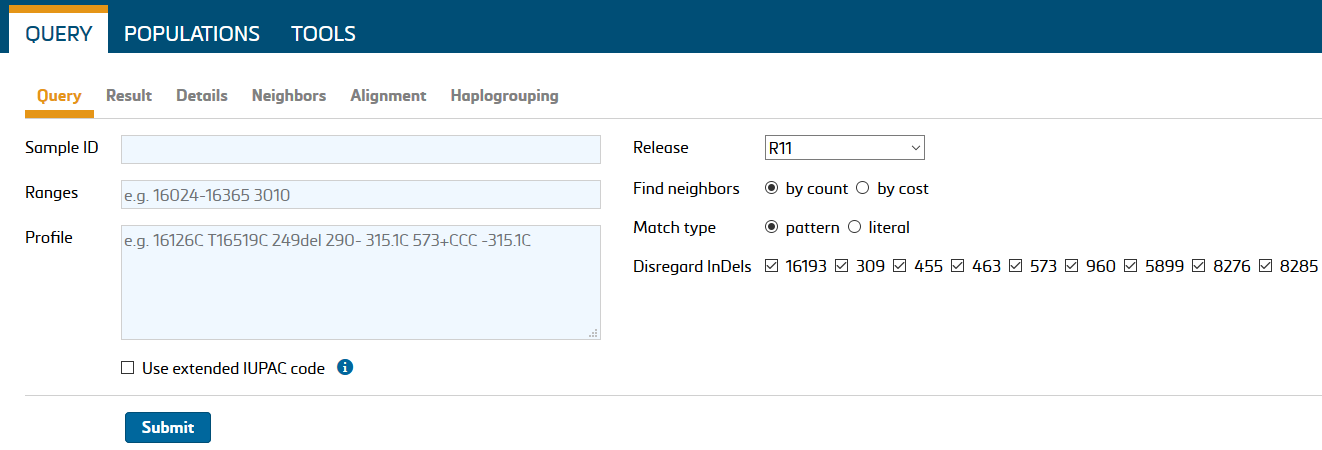 QUERY POPULATIONS TOOLS
Query Result Details Neighbors Alignment Haplogrouping
Sample ID
Ranges e.g. 16024-16365 3010
Profile e.g. 16126C T16519C 249del 290- 315.1C 573+CCC -315.1C
Use extended IUPAC code i
Release R11
Find neighbors by count by cost
Match type pattern literal
Disregard InDels 16193 309 455 463 573 960 5899 8276 8285
Submit